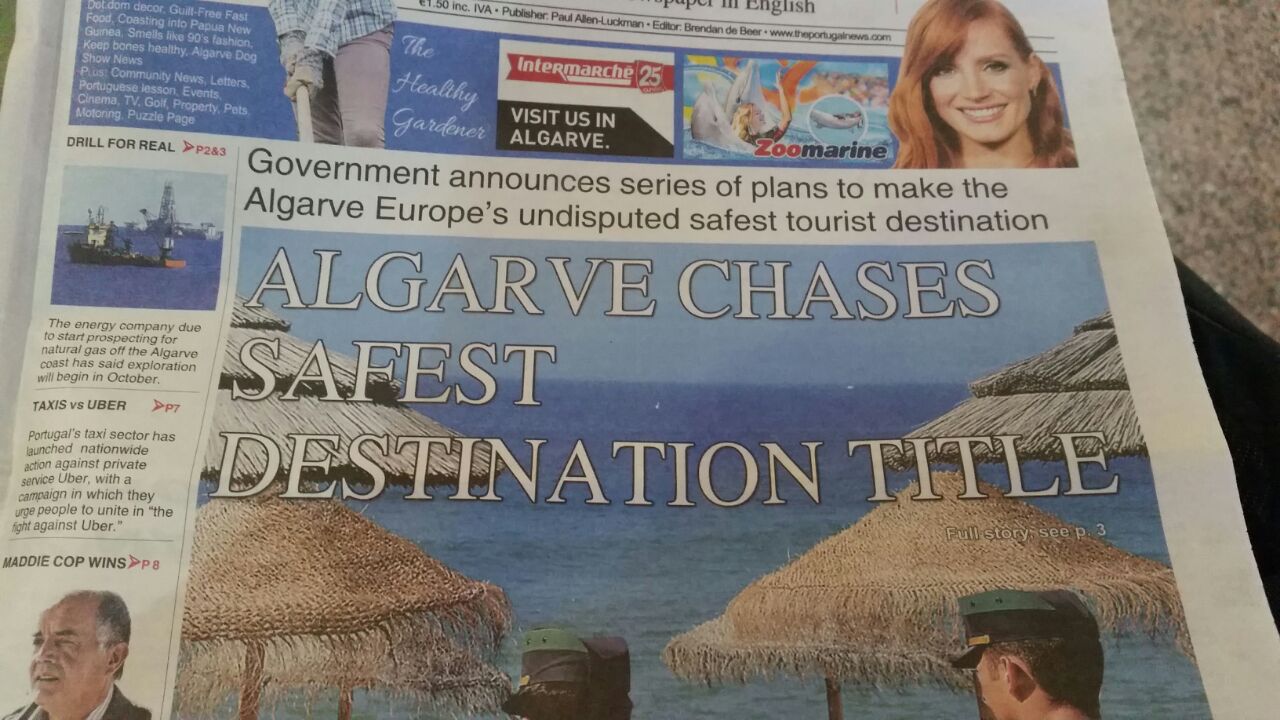 newspaper in English
€1.50 inc. IVA • Publisher: Paul Allen-Luckman • Editor: Brendan de Beer • www.theportugalnews.com
Dot.dom decor, Guilt-Free Fast
Food, Coasting into Papua New
Guinea, Smells like 90's fashion,
Keep bones healthy, Algarve Dog
Show News
Plus: Community News, Letters,
Portuguese lesson, Events,
Cinema, TV, Golf, Property, Pets,
Motoring, Puzzle Page
The
Healthy
Gardener
Intermarché 25
VISIT US IN
ALGARVE.
Zoomarine
DRILL FOR REAL P2&3
The energy company due
to start prospecting for
natural gas off the Algarve
coast has said exploration
will begin in October.
TAXIS vs UBER P7
Portugal's taxi sector has
launched nationwide
action against private
service Uber, with a
campaign in which they
urge people to unite in "the
fight against Uber."
MADDIE COP WINS P 8
Government announces series of plans to make the
Algarve Europe's undisputed safest tourist destination
ALGARVE CHASES
SAFEST
DESTINATION TITLE
Full story: see p. 3